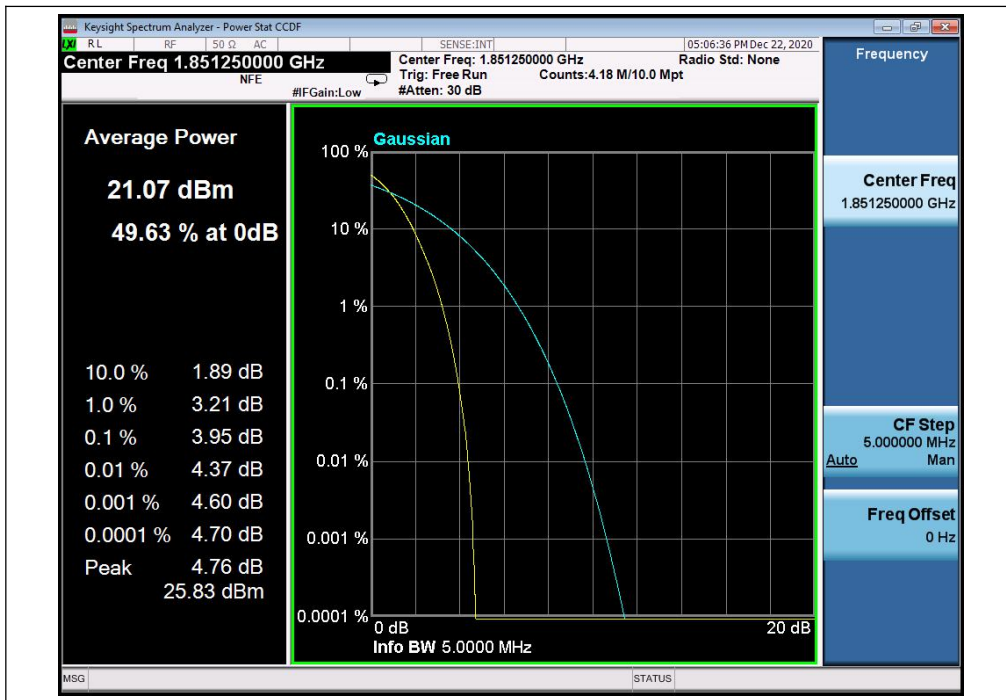 Keysight Spectrum Analyzer - Power Stat CCDF
LXI RL RF 50 Ω AC SENSE:INT 05:06:36 PM Dec 22, 2020
Center Freq 1.851250000 GHz
NFE
#IFGain:Low
Center Freq: 1.851250000 GHz Radio Std: None
Trig: Free Run Counts:4.18 M/10.0 Mpt
#Atten: 30 dB
Frequency
Average Power
21.07 dBm
49.63 % at 0dB
10.0 % 1.89 dB
1.0 % 3.21 dB
0.1 % 3.95 dB
0.01 % 4.37 dB
0.001 % 4.60 dB
0.0001 % 4.70 dB
Peak 4.76 dB
25.83 dBm
Gaussian
100 %
10 %
1 %
0.1 %
0.01 %
0.001 %
0.0001 %
0 dB 20 dB
Info BW 5.0000 MHz
Center Freq
1.851250000 GHz
CF Step
5.000000 MHz
Auto Man
Freq Offset
0 Hz
MSG STATUS